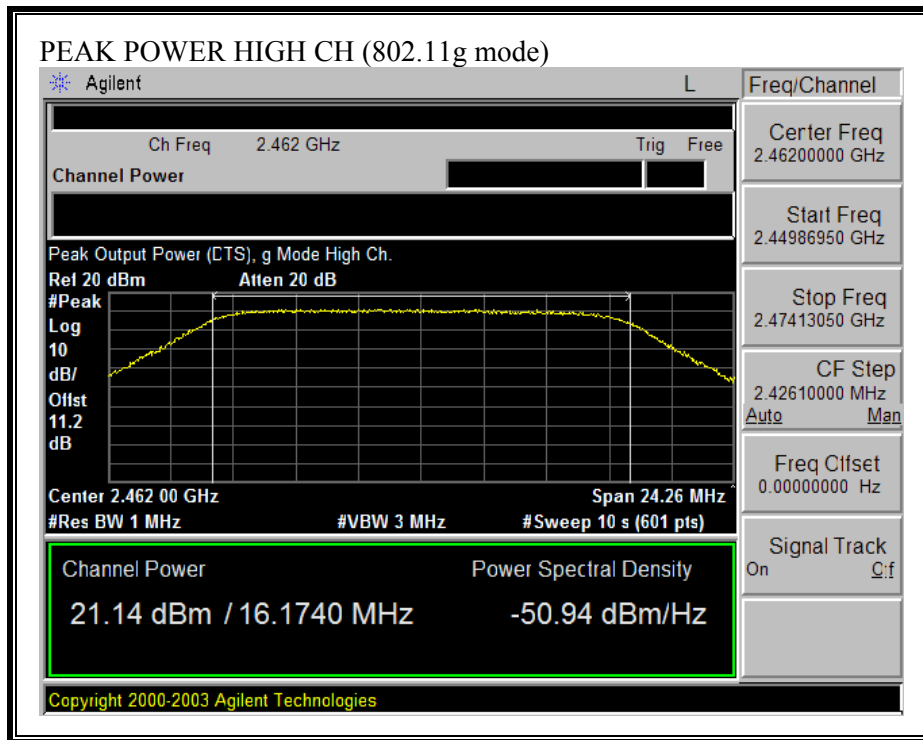 PEAK POWER HIGH CH (802.11g mode)
Agilent L Freq/Channel
Ch Freq 2.462 GHz Trig Free
Channel Power
Center Freq
2.46200000 GHz
Start Freq
2.44986950 GHz
Stop Freq
2.47413050 GHz
CF Step
2.42610000 MHz
Auto Man
Freq Offset
0.00000000 Hz
Signal Track
On Off
Peak Output Power (DTS), g Mode High Ch.
Ref 20 dBm Atten 20 dB
#Peak
Log
10
dB/
Offst
11.2
dB
Center 2.462 00 GHz Span 24.26 MHz
#Res BW 1 MHz #VBW 3 MHz #Sweep 10 s (601 pts)
Channel Power Power Spectral Density
21.14 dBm / 16.1740 MHz -50.94 dBm/Hz
Copyright 2000-2003 Agilent Technologies